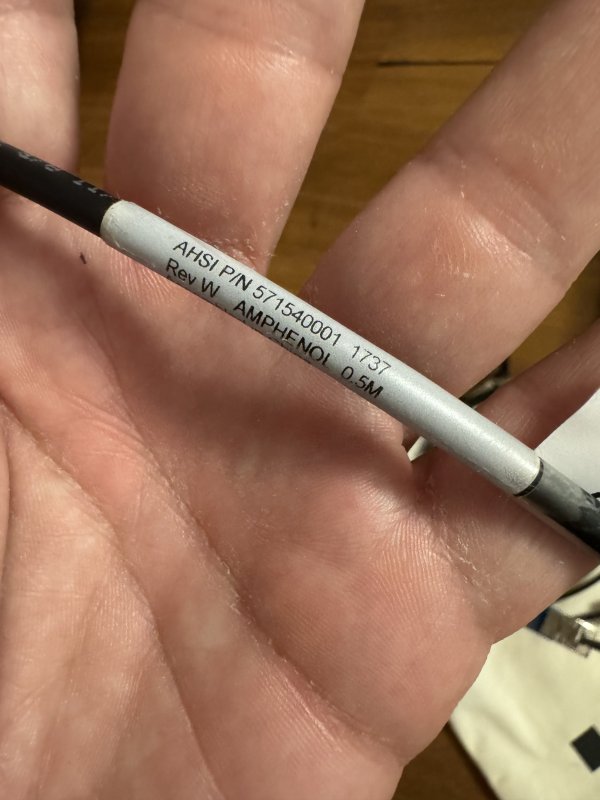 AHSI P/N 571540001 1737
Rev W AMPHENOL 0.5M